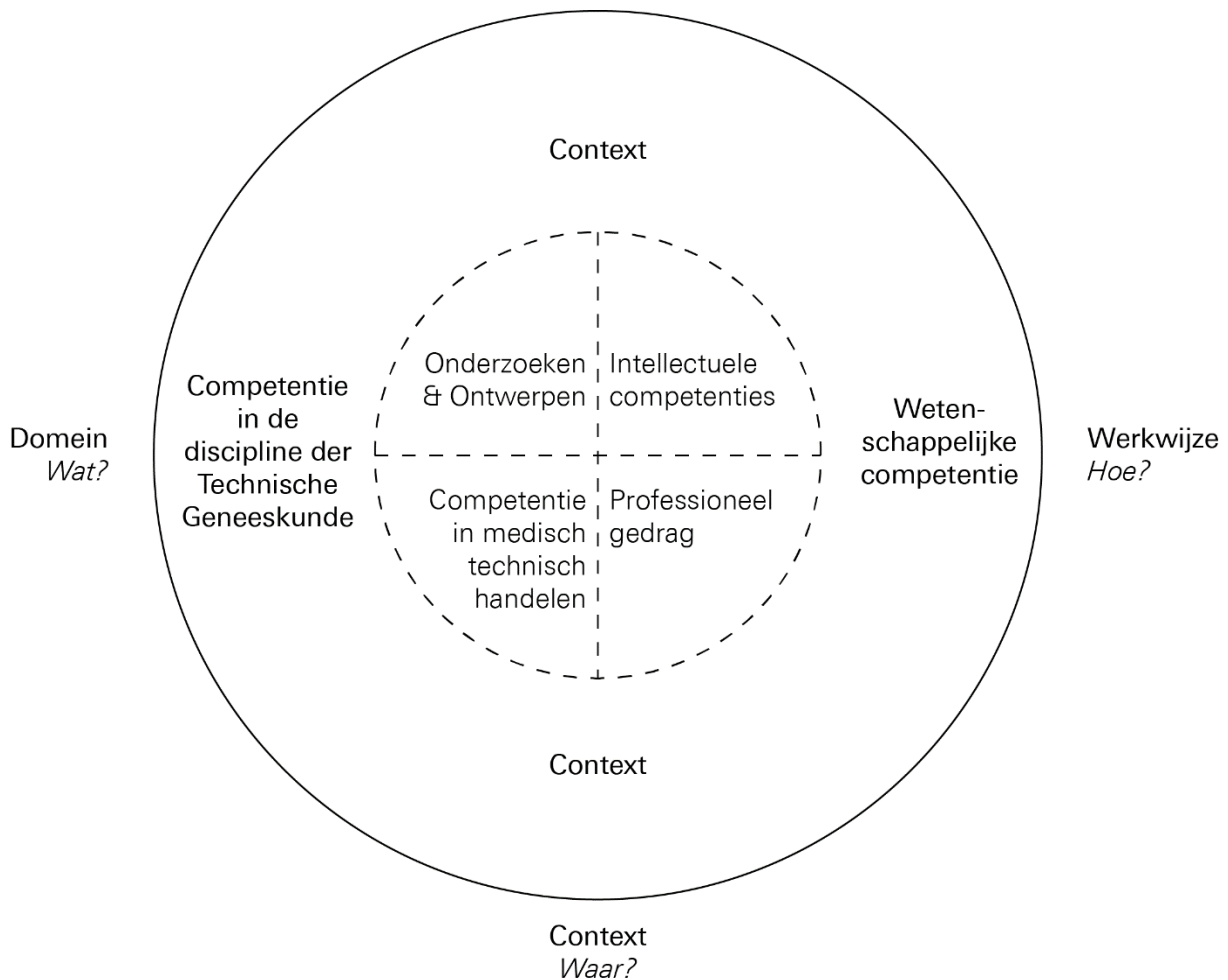 Context
Onderzoeken
& Ontwerpen
Intellectuele
competenties
Competentie
in de
discipline der
Technische
Geneeskunde
Weten-
schappelijke
competentie
Domein
Wat?
Werkwijze
Hoe?
Competentie
in medisch
technisch
handelen
Professioneel
gedrag
Context
Context
Waar?